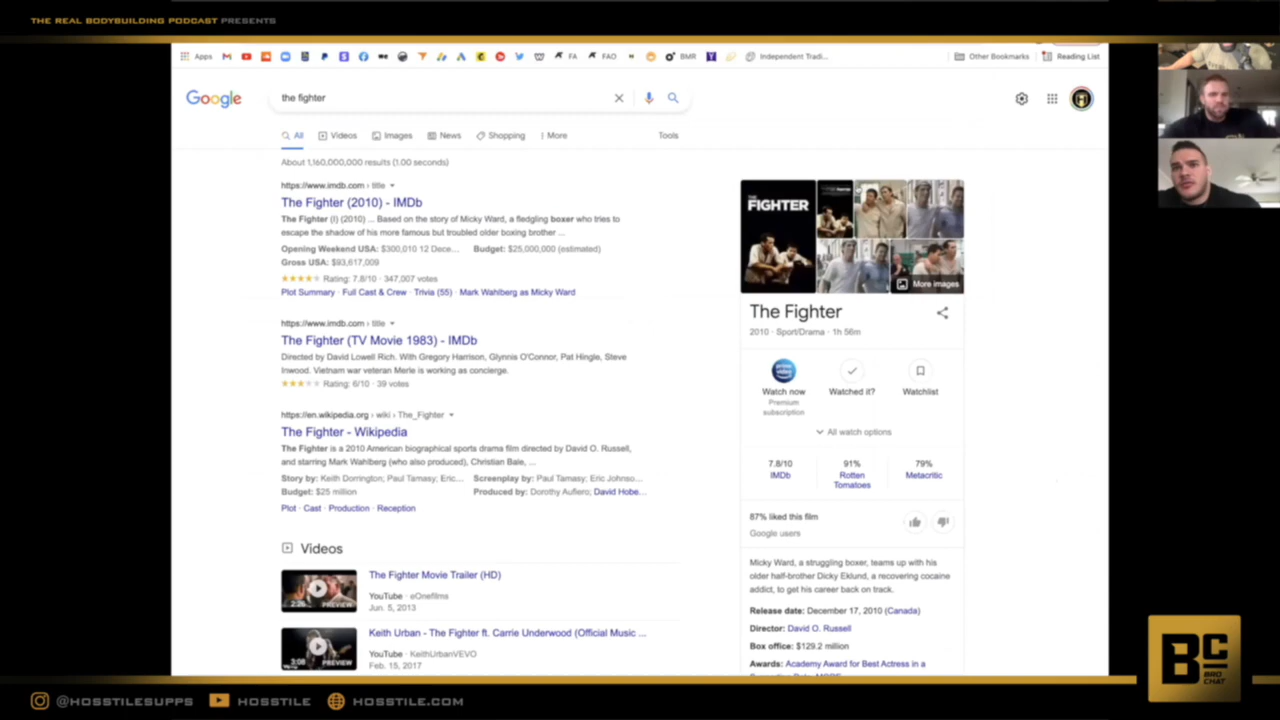 THE REAL BODYBUILDING PODCAST PRESENTS
Apps
FA
FAO
BMR
Independent Tradi...
Other Bookmarks
Reading List
Google
the fighter
All
Videos
Images
News
Shopping
More
Tools
About 1,160,000,000 results (1.00 seconds)
https://www.imdb.com › title
The Fighter (2010) - IMDb
The Fighter (I) (2010) ... Based on the story of Micky Ward, a fledgling boxer who tries to
escape the shadow of his more famous but troubled older boxing brother ...
Opening Weekend USA: $300,010 12 Dece... Budget: $25,000,000 (estimated)
Gross USA: $93,617,009
Rating: 7.8/10 · 347,007 votes
Plot Summary · Full Cast & Crew · Trivia (55) · Mark Wahlberg as Micky Ward
https://www.imdb.com › title
The Fighter (TV Movie 1983) - IMDb
Directed by David Lowell Rich. With Gregory Harrison, Glynnis O'Connor, Pat Hingle, Steve
Inwood. Vietnam war veteran Merle is working as concierge.
Rating: 6/10 · 39 votes
https://en.wikipedia.org › wiki › The_Fighter
The Fighter - Wikipedia
The Fighter is a 2010 American biographical sports drama film directed by David O. Russell,
and starring Mark Wahlberg (who also produced), Christian Bale, ...
Story by: Keith Dorrington; Paul Tamasy; Eric... Screenplay by: Paul Tamasy; Eric Johnso...
Budget: $25 million Produced by: Dorothy Aufiero; David Hobe...
Plot · Cast · Production · Reception
Videos
2:26
PREVIEW
The Fighter Movie Trailer (HD)
YouTube · eOnefilms
Jun. 5, 2013
3:08
PREVIEW
Keith Urban - The Fighter ft. Carrie Underwood (Official Music ...
YouTube · KeithUrbanVEVO
Feb. 15, 2017
THE
FIGHTER
More images
The Fighter
2010 · Sport/Drama · 1h 56m
prime video
Watch now
Premium
subscription
Watched it?
Watchlist
All watch options
7.8/10
IMDb
91%
Rotten
Tomatoes
79%
Metacritic
87% liked this film
Google users
Micky Ward, a struggling boxer, teams up with his
older half-brother Dicky Eklund, a recovering cocaine
addict, to get his career back on track.
Release date: December 17, 2010 (Canada)
Director: David O. Russell
Box office: $129.2 million
Awards: Academy Award for Best Actress in a
BC
BRO
CHAT
@HOSSTILESUPPS
HOSSTILE
HOSSTILE.COM